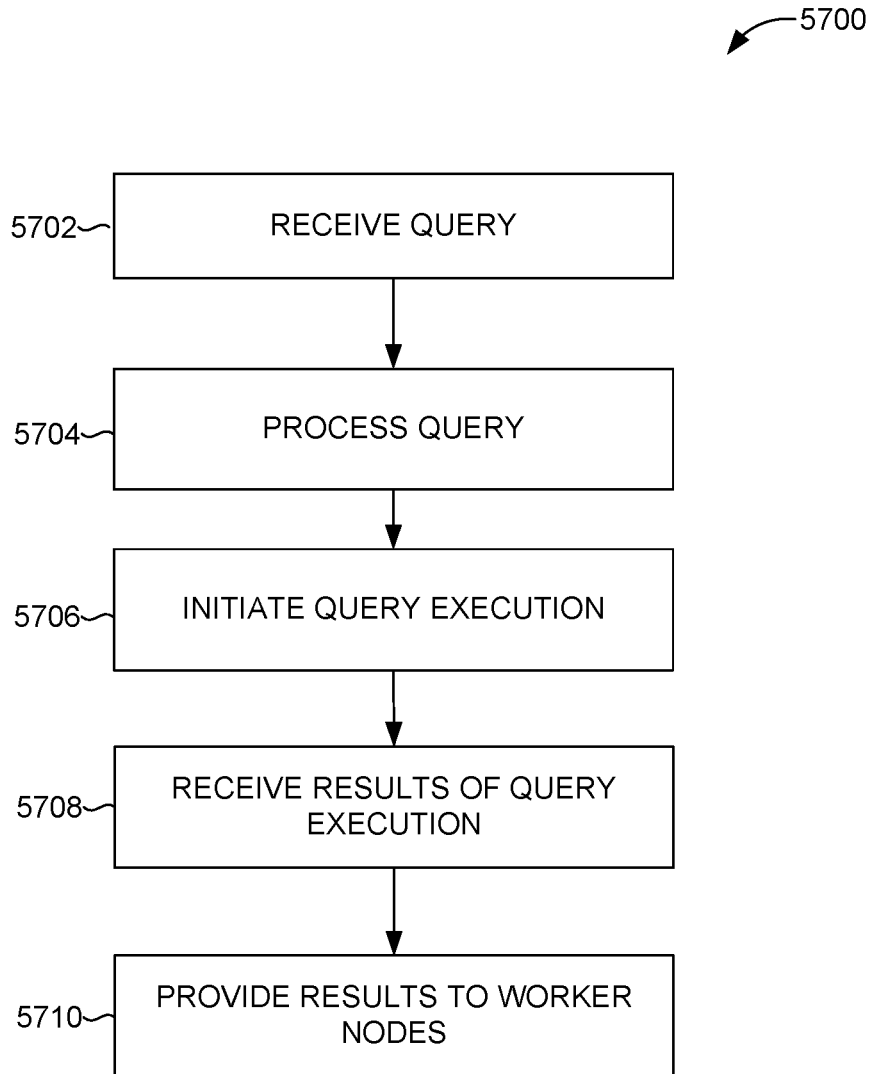 5700
5702
RECEIVE QUERY
5704
PROCESS QUERY
5706
INITIATE QUERY EXECUTION
5708
RECEIVE RESULTS OF QUERY
EXECUTION
5710
PROVIDE RESULTS TO WORKER
NODES